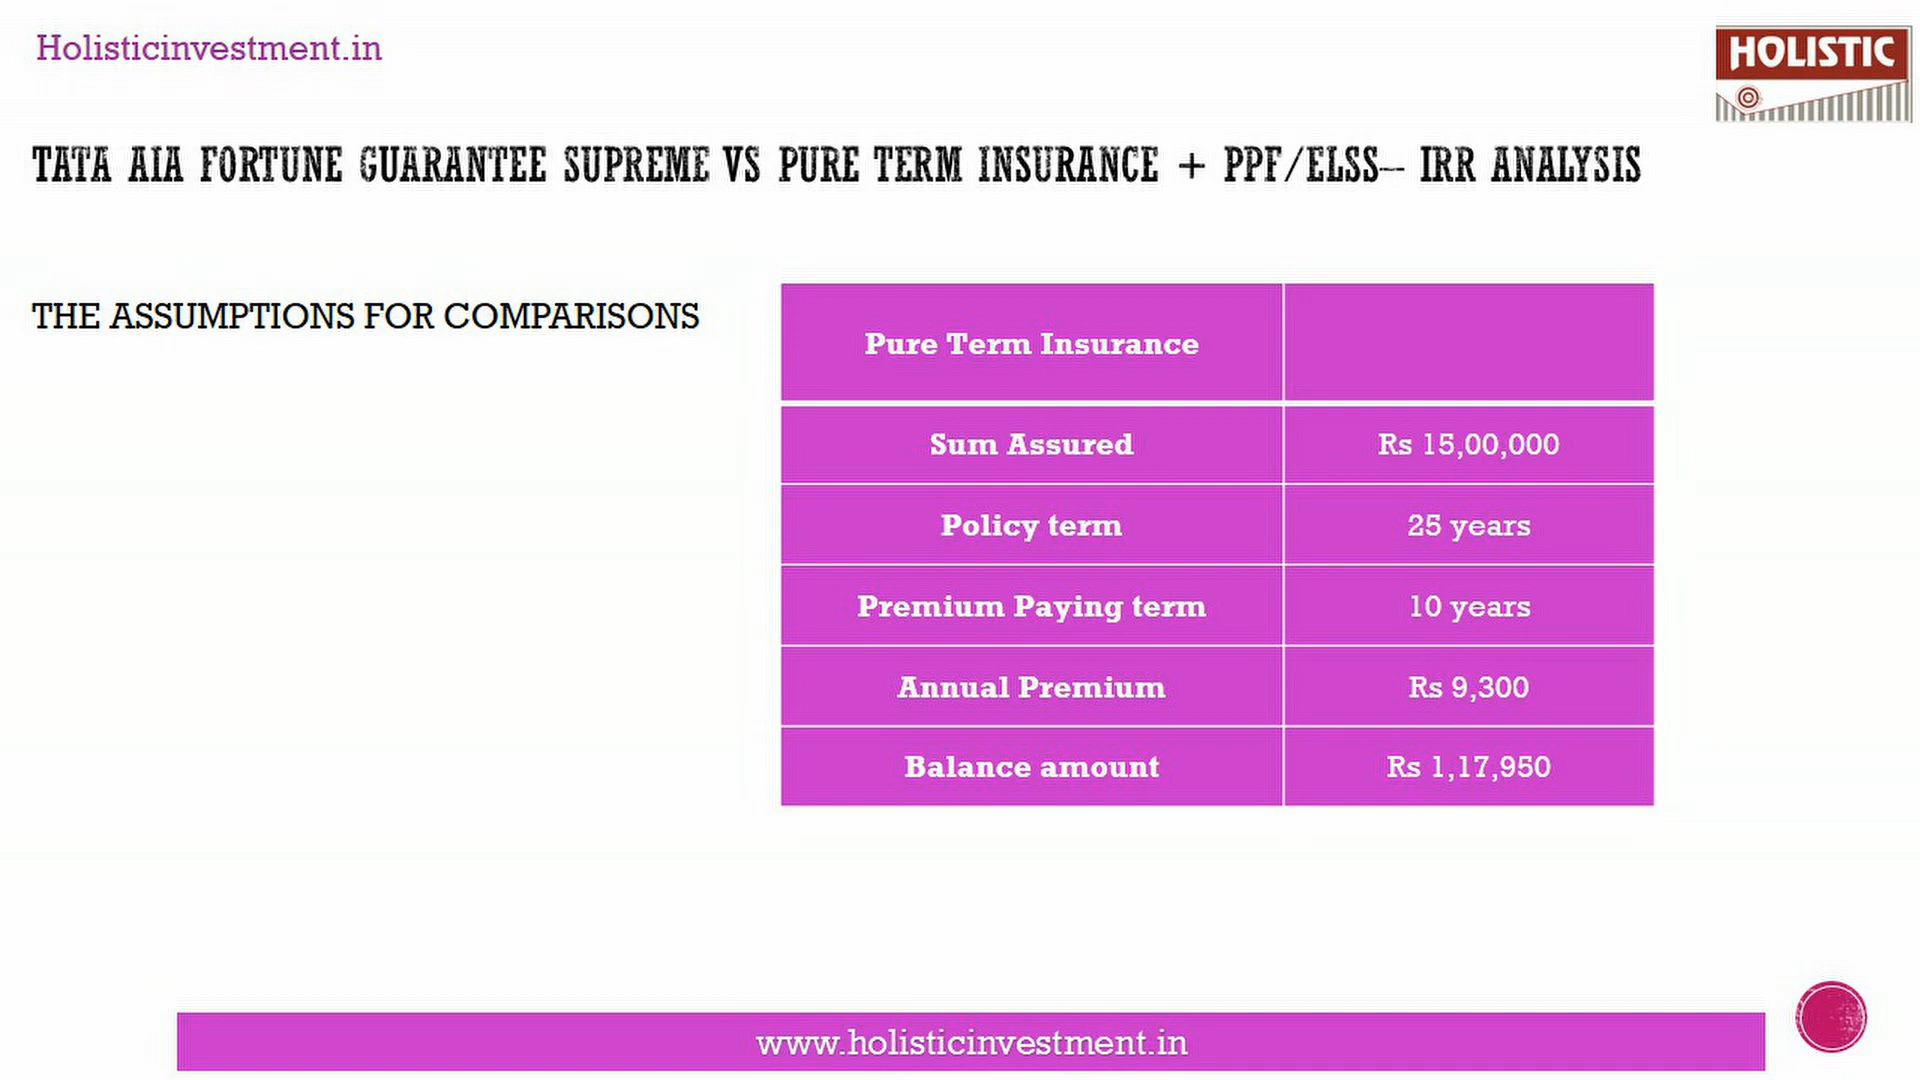 Holisticinvestment.in
HOLISTIC
TATA AIA FORTUNE GUARANTEE SUPREME VS PURE TERM INSURANCE + PPF/ELSS– IRR ANALYSIS
THE ASSUMPTIONS FOR COMPARISONS
Pure Term Insurance
Sum Assured Rs 15,00,000
Policy term 25 years
Premium Paying term 10 years
Annual Premium Rs 9,300
Balance amount Rs 1,17,950
www.holisticinvestment.in